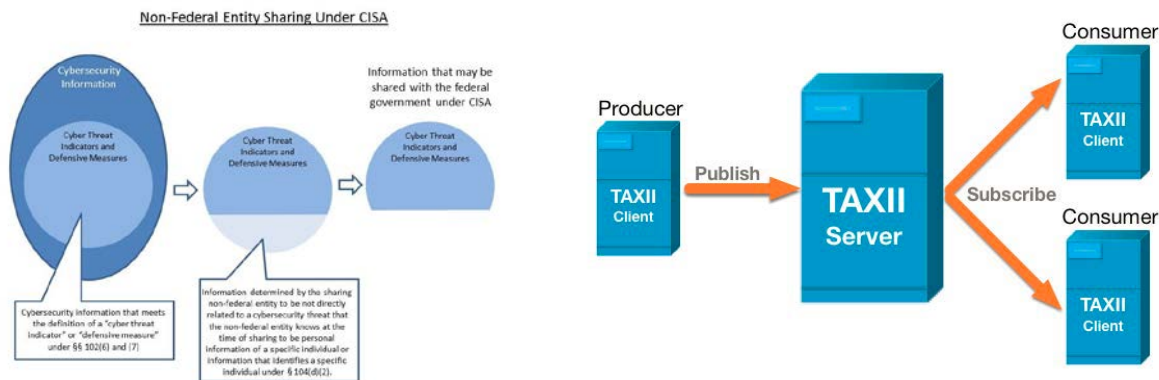 Non-Federal Entity Sharing Under CISA
Cybersecurity
Information
Cyber Threat
Indicators and
Defensive Measures
Cyber Threat
Indicators and
Defensive Measures
Information that may be
shared with the federal
government under CISA
Cyber Threat
Indicators and
Defensive Measures
Cybersecurity information that meets
the definition of a "cyber threat
indicator" or "defensive measure"
under §§ 102(6) and (7)
Information determined by the sharing
non-federal entity to be not directly
related to a cybersecurity threat that
the non-federal entity knows at the
time of sharing to be personal
information of a specific individual or
information that identifies a specific
individual under § 104(d)(2).
Producer
TAXII
Client
Publish
TAXII
Server
Subscribe
Consumer
TAXII
Client
Consumer
TAXII
Client